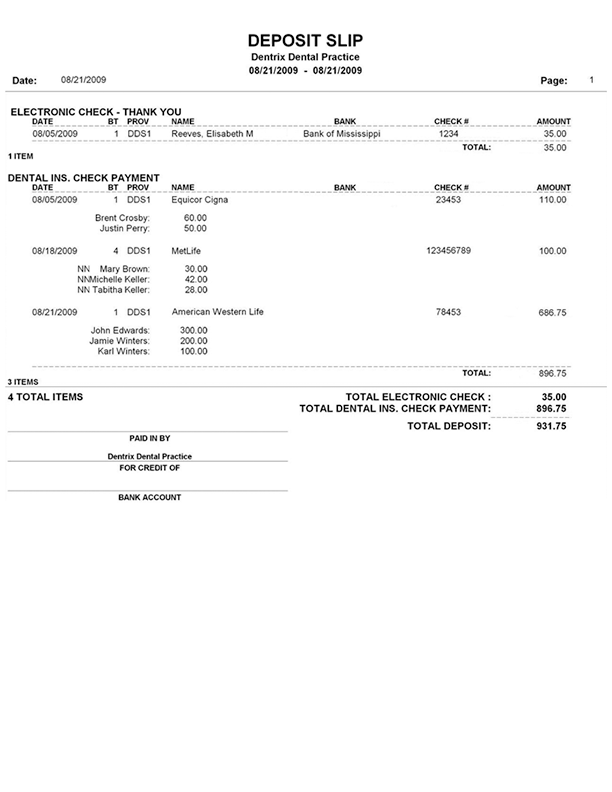 DEPOSIT SLIP
Dentrix Dental Practice
08/21/2009 - 08/21/2009
Date: 08/21/2009 Page: 1
ELECTRONIC CHECK - THANK YOU
DATE BT PROV NAME BANK CHECK # AMOUNT
08/05/2009 1 DDS1 Reeves, Elisabeth M Bank of Mississippi 1234 35.00
TOTAL: 35.00
1 ITEM
DENTAL INS. CHECK PAYMENT
DATE BT PROV NAME BANK CHECK # AMOUNT
08/05/2009 1 DDS1 Equicor Cigna 23453 110.00
Brent Crosby: 60.00
Justin Perry: 50.00
08/18/2009 4 DDS1 MetLife 123456789 100.00
NN Mary Brown: 30.00
NNMichelle Keller: 42.00
NN Tabitha Keller: 28.00
08/21/2009 1 DDS1 American Western Life 78453 686.75
John Edwards: 300.00
Jamie Winters: 200.00
Karl Winters: 100.00
TOTAL: 896.75
3 ITEMS
4 TOTAL ITEMS TOTAL ELECTRONIC CHECK : 35.00
TOTAL DENTAL INS. CHECK PAYMENT: 896.75
TOTAL DEPOSIT: 931.75
PAID IN BY
Dentrix Dental Practice
FOR CREDIT OF
BANK ACCOUNT